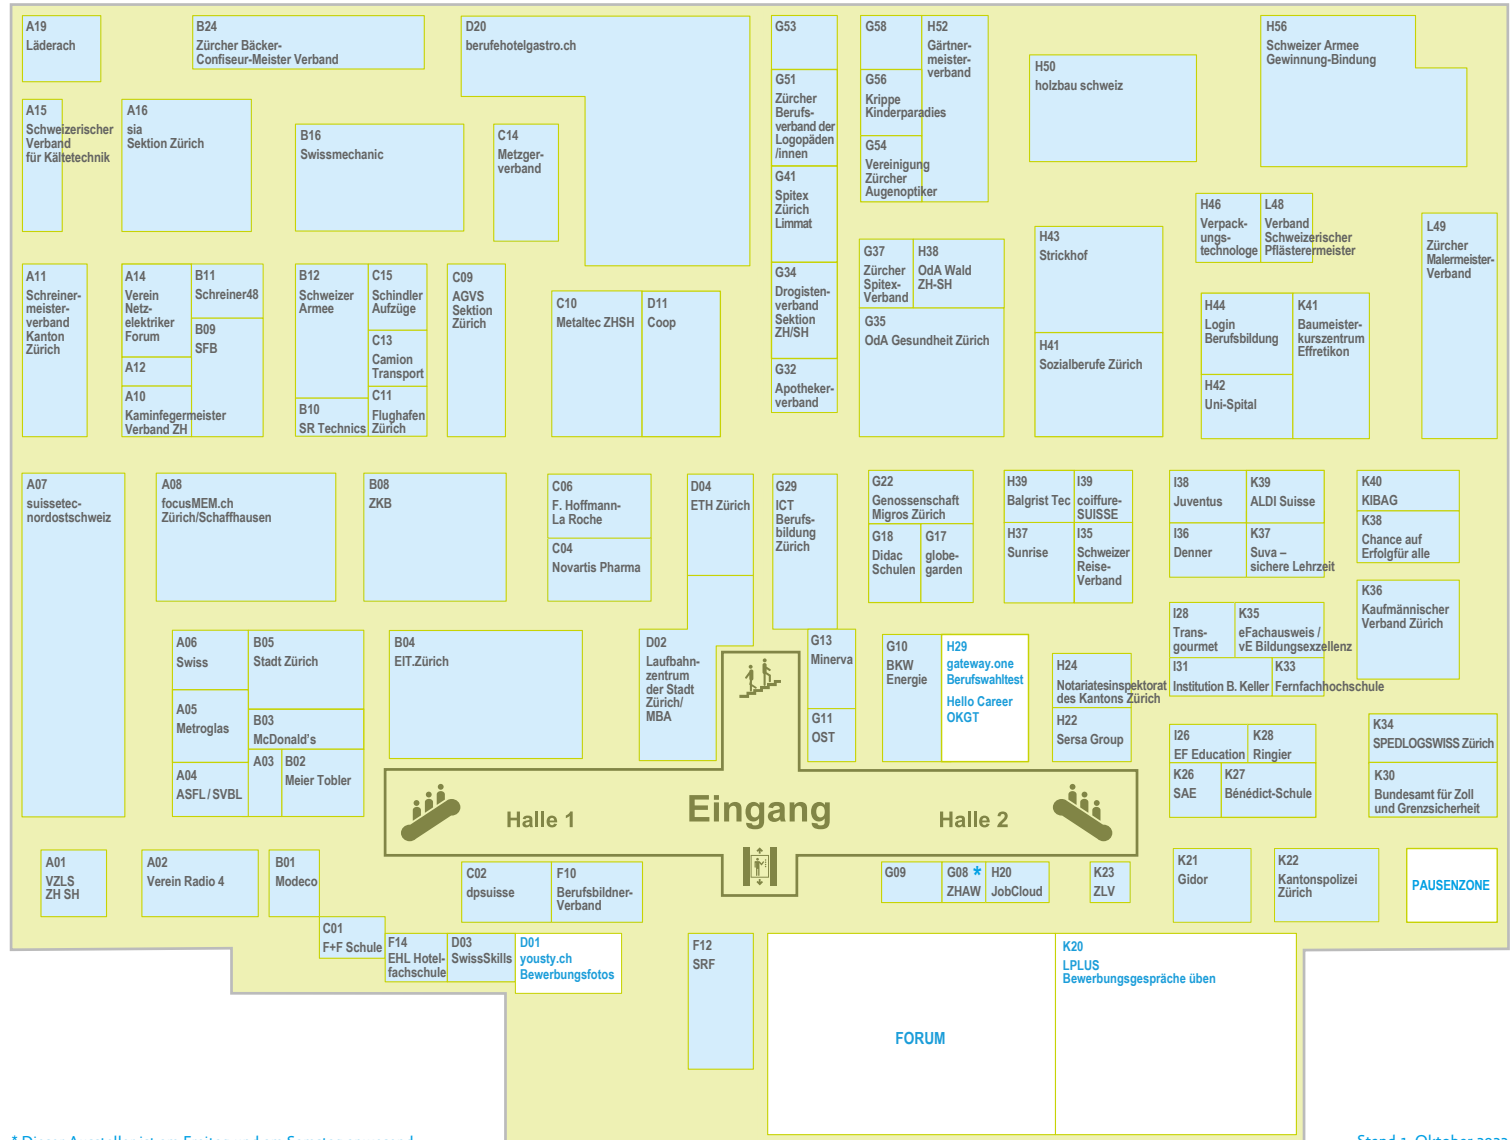 A19
Läderach
B24
Zürcher Bäcker-
Confiseur-Meister Verband
D20
berufehotelgastro.ch
G53
G58
H52
Gärtner-
meister-
verband
H56
Schweizer Armee
Gewinnung-Bindung
H50
holzbau schweiz
G51
Zürcher
Berufs-
verband der
Logopäden
/innen
G56
Krippe
Kinderparadies
G54
Vereinigung
Zürcher
Augenoptiker
A15
Schweizerischer
Verband
für Kältetechnik
A16
sia
Sektion Zürich
B16
Swissmechanic
C14
Metzger-
verband
G41
Spitex
Zürich
Limmat
H46
Verpack-
ungs-
technologe
L48
Verband
Schweizerischer
Pflästerermeister
L49
Zürcher
Malermeister-
Verband
H43
Strickhof
G37
Zürcher
Spitex-
Verband
H38
OdA Wald
ZH-SH
A11
Schreiner-
meister-
verband
Kanton
Zürich
A14
Verein
Netz-
elektriker
Forum
B11
Schreiner48
B09
SFB
A12
A10
Kaminfegermeister
Verband ZH
B12
Schweizer
Armee
B10
SR Technics
C15
Schindler
Aufzüge
C13
Camion
Transport
C11
Flughafen
Zürich
C09
AGVS
Sektion
Zürich
C10
Metaltec ZHSH
D11
Coop
G34
Drogisten-
verband
Sektion
ZH/SH
G32
Apotheker-
verband
G35
OdA Gesundheit Zürich
H41
Sozialberufe Zürich
H44
Login
Berufsbildung
H42
Uni-Spital
K41
Baumeister-
kurszentrum
Effretikon
A07
suissetec-
nordostschweiz
A08
focusMEM.ch
Zürich/Schaffhausen
B08
ZKB
C06
F. Hoffmann-
La Roche
C04
Novartis Pharma
D04
ETH Zürich
G29
ICT
Berufs-
bildung
Zürich
G22
Genossenschaft
Migros Zürich
G18
Didac
Schulen
G17
globe-
garden
H39
Balgrist Tec
I39
coiffure-
SUISSE
H37
Sunrise
I35
Schweizer
Reise-
Verband
I38
Juventus
K39
ALDI Suisse
I36
Denner
K37
Suva –
sichere Lehrzeit
K40
KIBAG
K38
Chance auf
Erfolgfür alle
K36
Kaufmännischer
Verband Zürich
A06
Swiss
B05
Stadt Zürich
A05
Metroglas
B03
McDonald's
A04
ASFL / SVBL
A03
B02
Meier Tobler
B04
EIT.Zürich
D02
Laufbahn-
zentrum
der Stadt
Zürich/
MBA
G13
Minerva
G11
OST
G10
BKW
Energie
H29
gateway.one
Berufswahltest
Hello Career
OKGT
H24
Notariatesinspektorat
des Kantons Zürich
H22
Sersa Group
I28
Trans-
gourmet
K35
eFachausweis /
vE Bildungsexzellenz
I31
Institution B. Keller
K33
Fernfachhochschule
I26
EF Education
K28
Ringier
K26
SAE
K27
Bénédict-Schule
K34
SPEDLOGSWISS Zürich
K30
Bundesamt für Zoll
und Grenzsicherheit
Halle 1
Eingang
Halle 2
A01
VZLS
ZH SH
A02
Verein Radio 4
B01
Modeco
C01
F+F Schule
C02
dpsuisse
F10
Berufsbildner-
Verband
F14
EHL Hotel-
fachschule
D03
SwissSkills
D01
yousty.ch
Bewerbungsfotos
F12
SRF
G09
G08 *
ZHAW
H20
JobCloud
K23
ZLV
K21
Gidor
K22
Kantonspolizei
Zürich
PAUSENZONE
FORUM
K20
LPLUS
Bewerbungsgespräche üben